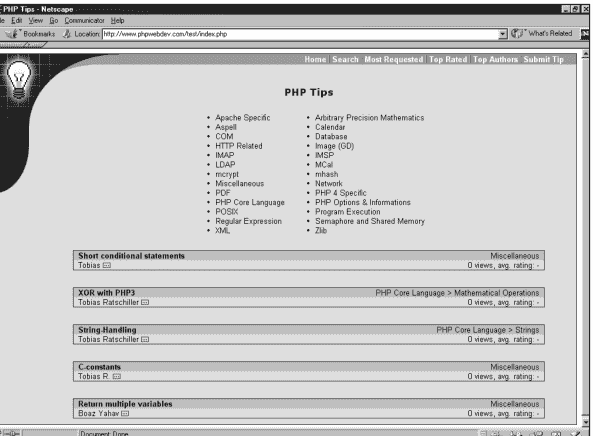 PHP Tips - Netscape
Edit View Go Communicator Help
Bookmarks Location: http://www.phpwebdev.com/test/index.php What's Related
Home Search Most Requested Top Rated Top Authors Submit Tip
PHP Tips
• Apache Specific
• Aspell
• COM
• HTTP Related
• IMAP
• LDAP
• mcrypt
• Miscellaneous
• PDF
• PHP Core Language
• POSIX
• Regular Expression
• XML
• Arbitrary Precision Mathematics
• Calendar
• Database
• Image (GD)
• IMSP
• MCal
• mhash
• Network
• PHP 4 Specific
• PHP Options & Informations
• Program Execution
• Semaphore and Shared Memory
• Zlib
Short conditional statements Miscellaneous
Tobias 0 views, avg. rating: -
XOR with PHP3 PHP Core Language > Mathematical Operations
Tobias Ratschiller 0 views, avg. rating: -
String-Handling PHP Core Language > Strings
Tobias Ratschiller 0 views, avg. rating: -
C-constants Miscellaneous
Tobias R. 0 views, avg. rating: -
Return multiple variables Miscellaneous
Boaz Yahav 0 views, avg. rating: -
Document: Done